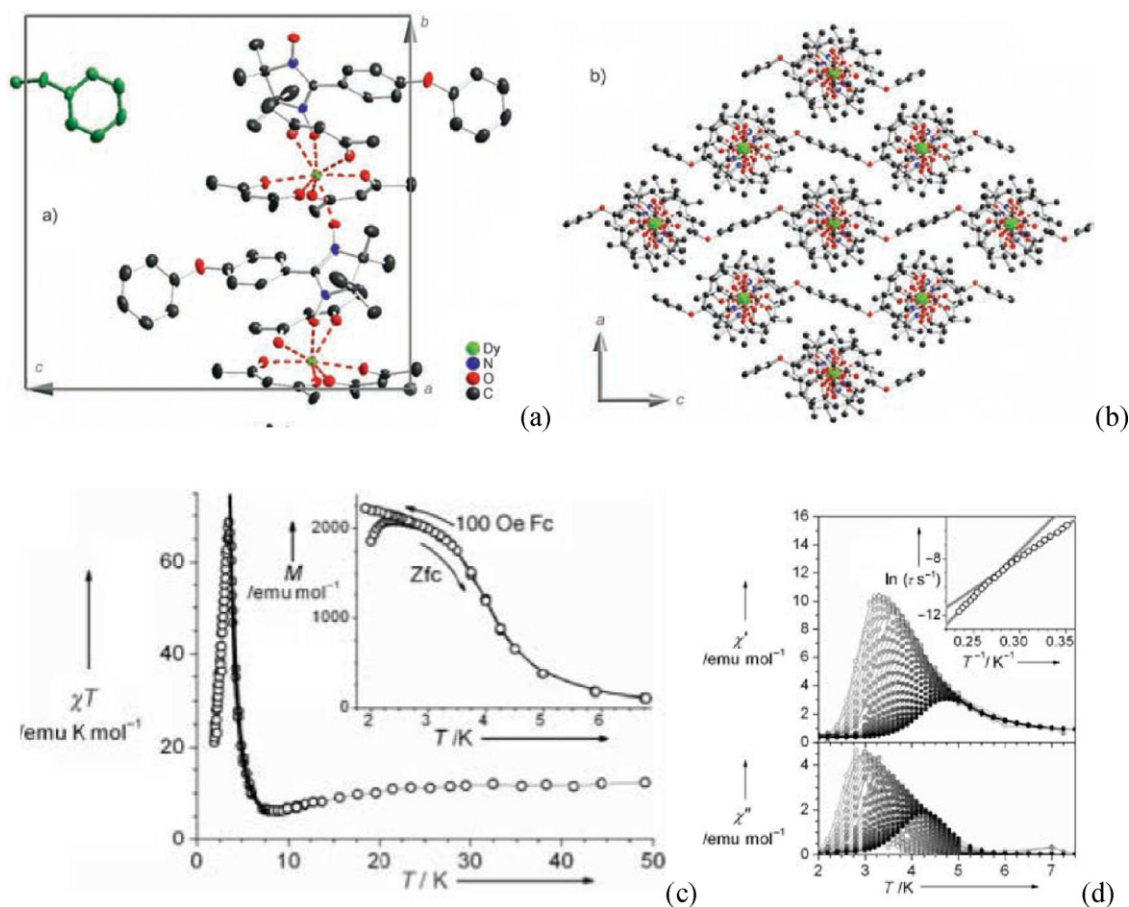 b
a)
c
a
Dy
N
O
C
(a)
b)
a
c
(b)
60
40
20
0
χT
/emu K mol⁻¹
0 10 20 30 40 50
T / K
2000
1000
0
M
/emu mol⁻¹
100 Oe Fc
Zfc
2 3 4 5 6
T /K
(c)
16
14
12
10
8
6
4
2
0
χ'
/emu mol⁻¹
-8
-12
ln (τ s⁻¹)
0.25 0.30 0.35
T⁻¹/ K⁻¹
4
2
0
χ''
/emu mol⁻¹
2 3 4 5 6 7
T /K
(d)